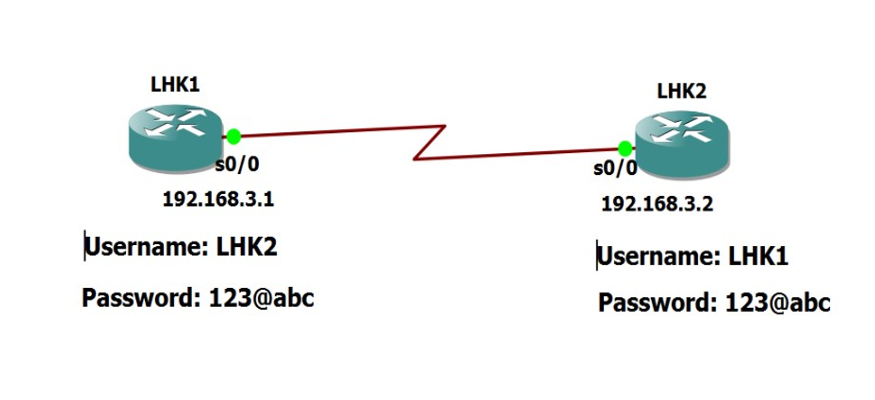 LHK1
LHK2
s0/0
s0/0
192.168.3.1
192.168.3.2
Username: LHK2
Username: LHK1
Password: 123@abc
Password: 123@abc